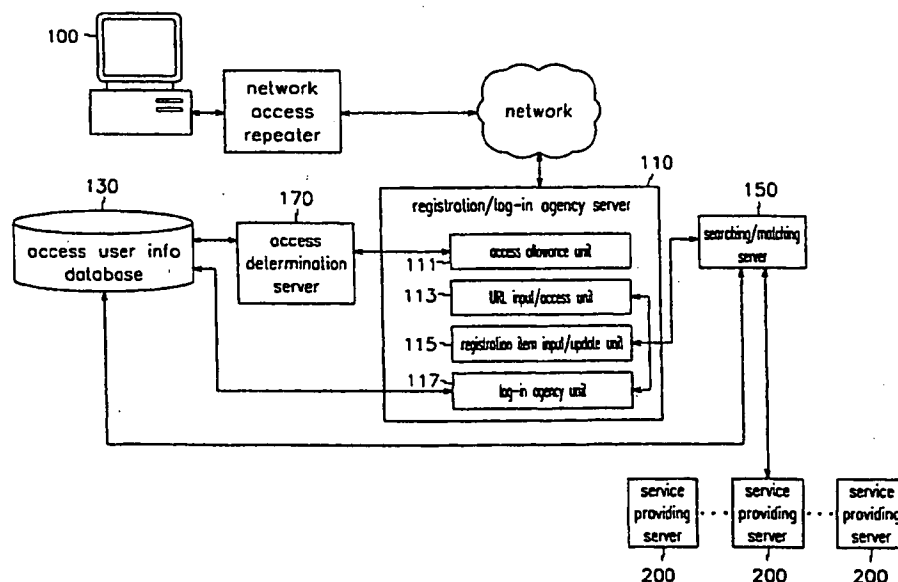 100
network
access
repeater
network
110
130
170
150
registration/log-in agency server
access user info
database
access
determination
server
searching/matching
server
access allowance unit
111
113
URL input/access unit
115
registration item input/update unit
117
log-in agency unit
service
providing
server
service
providing
server
service
providing
server
200
200
200